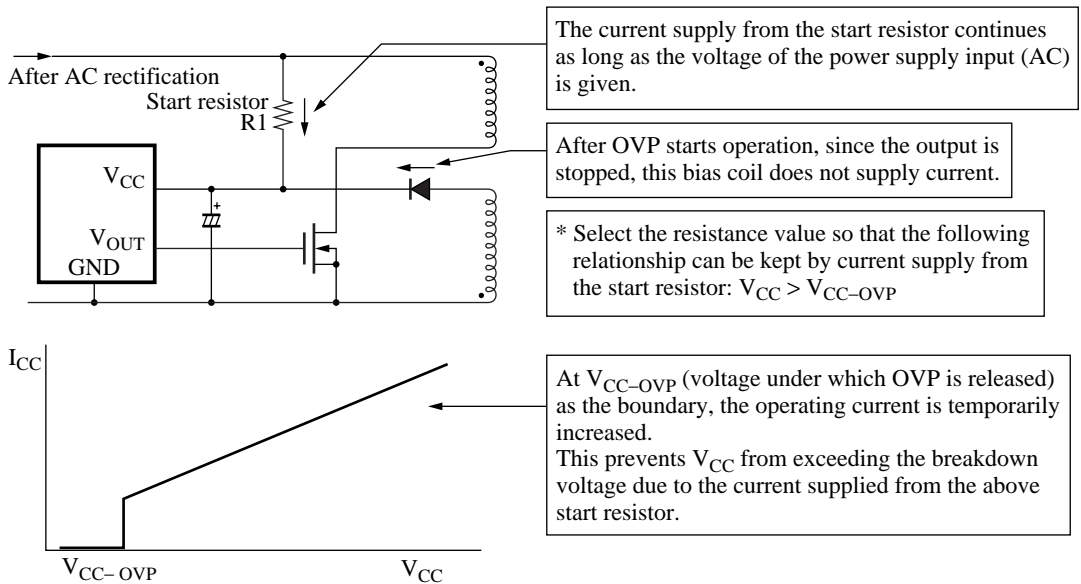 The current supply from the start resistor continues
as long as the voltage of the power supply input (AC)
is given.
After AC rectification
Start resistor
R1
After OVP starts operation, since the output is
stopped, this bias coil does not supply current.
VCC
+
VOUT
GND
* Select the resistance value so that the following
relationship can be kept by current supply from
the start resistor: VCC > VCC–OVP
ICC
At VCC–OVP (voltage under which OVP is released)
as the boundary, the operating current is temporarily
increased.
This prevents VCC from exceeding the breakdown
voltage due to the current supplied from the above
start resistor.
VCC– OVP
VCC